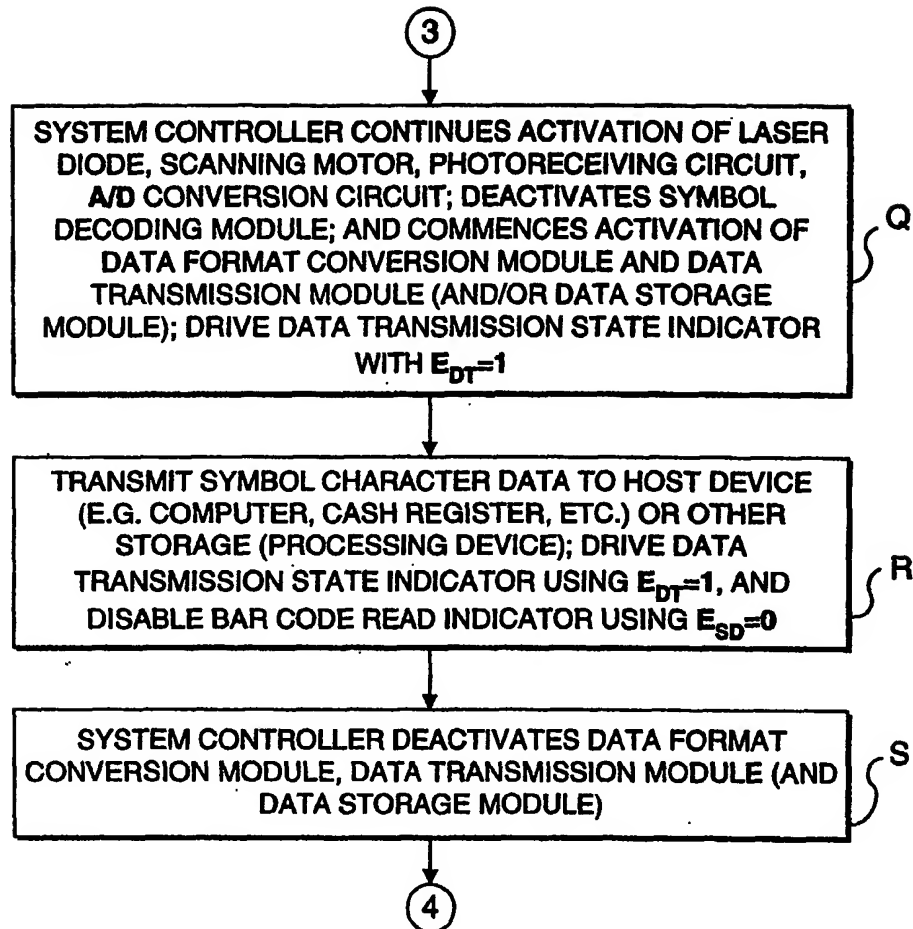 3
SYSTEM CONTROLLER CONTINUES ACTIVATION OF LASER
DIODE, SCANNING MOTOR, PHOTORECEIVING CIRCUIT,
A/D CONVERSION CIRCUIT; DEACTIVATES SYMBOL
DECODING MODULE; AND COMMENCES ACTIVATION OF
DATA FORMAT CONVERSION MODULE AND DATA
TRANSMISSION MODULE (AND/OR DATA STORAGE
MODULE); DRIVE DATA TRANSMISSION STATE INDICATOR
WITH E_DT=1
Q
TRANSMIT SYMBOL CHARACTER DATA TO HOST DEVICE
(E.G. COMPUTER, CASH REGISTER, ETC.) OR OTHER
STORAGE (PROCESSING DEVICE); DRIVE DATA
TRANSMISSION STATE INDICATOR USING E_DT=1, AND
DISABLE BAR CODE READ INDICATOR USING E_SD=0
R
SYSTEM CONTROLLER DEACTIVATES DATA FORMAT
CONVERSION MODULE, DATA TRANSMISSION MODULE (AND
DATA STORAGE MODULE)
S
4